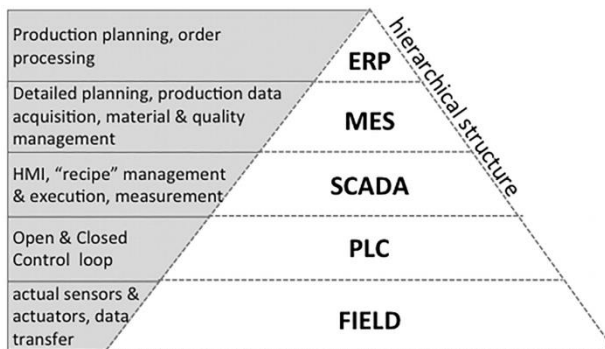 Production planning, order
processing
ERP
hierarchical structure
Detailed planning, production data
acquisition, material & quality
management
MES
HMI, “recipe” management
& execution, measurement
SCADA
Open & Closed
Control loop
PLC
actual sensors &
actuators, data
transfer
FIELD